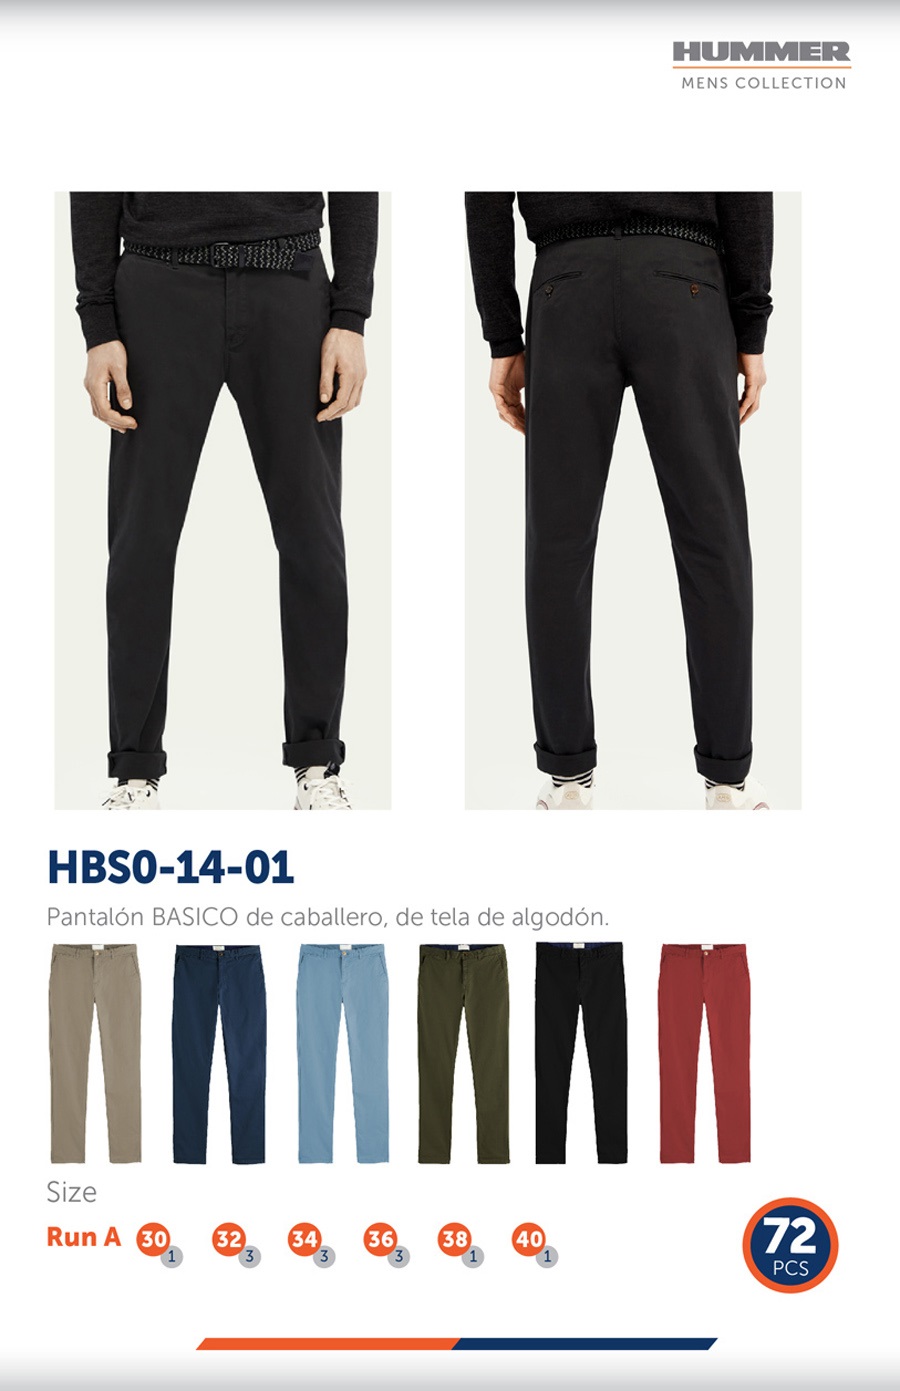 HUMMER
MENS COLLECTION
HBS0-14-01
Pantalón BASICO de caballero, de tela de algodón.
Size
Run A 30 1 32 3 34 3 36 3 38 1 40 1
72
PCS